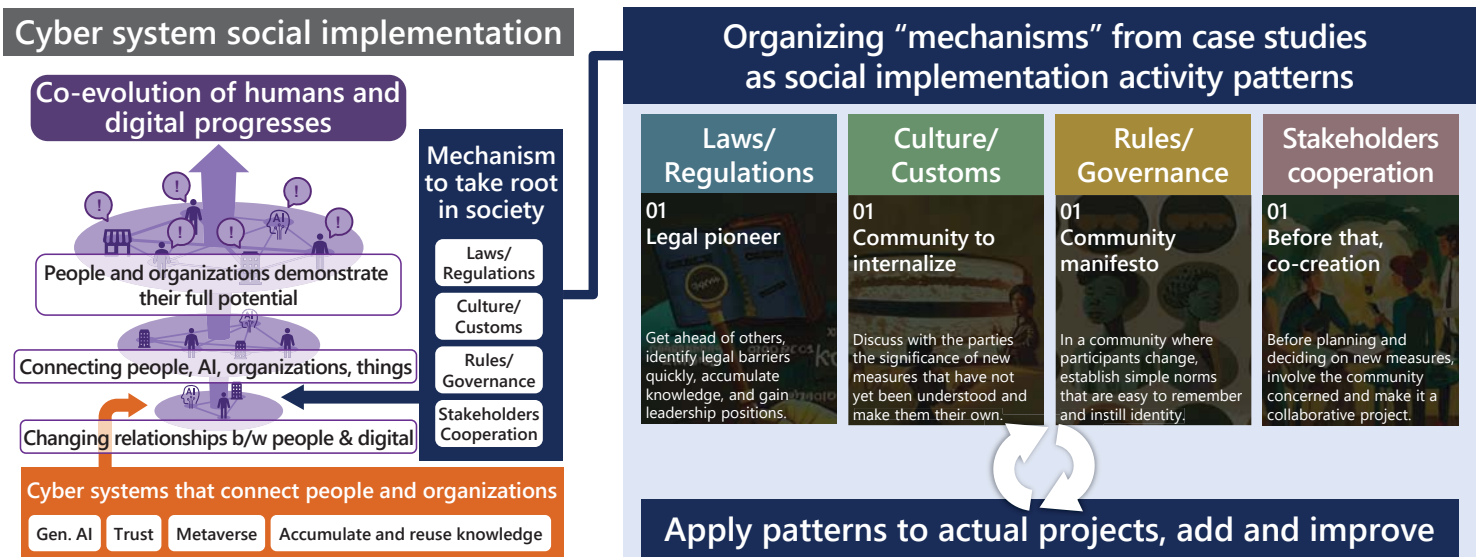 Cyber system social implementation
Co-evolution of humans and
digital progresses
!
!
!
!
!
!
AI
People and organizations demonstrate
their full potential
AI
Connecting people, AI, organizations, things
AI
Changing relationships b/w people & digital
Cyber systems that connect people and organizations
Gen. AI
Trust
Metaverse
Accumulate and reuse knowledge
Mechanism
to take root
in society
Laws/
Regulations
Culture/
Customs
Rules/
Governance
Stakeholders
Cooperation
Organizing “mechanisms” from case studies
as social implementation activity patterns
Laws/
Regulations
01
Legal pioneer
Get ahead of others,
identify legal barriers
quickly, accumulate
knowledge, and gain
leadership positions.
Culture/
Customs
01
Community to
internalize
Discuss with the parties
the significance of new
measures that have not
yet been understood and
make them their own.
Rules/
Governance
01
Community
manifesto
In a community where
participants change,
establish simple norms
that are easy to remember
and instill identity.
Stakeholders
cooperation
01
Before that,
co-creation
Before planning and
deciding on new measures,
involve the community
concerned and make it a
collaborative project.
Apply patterns to actual projects, add and improve